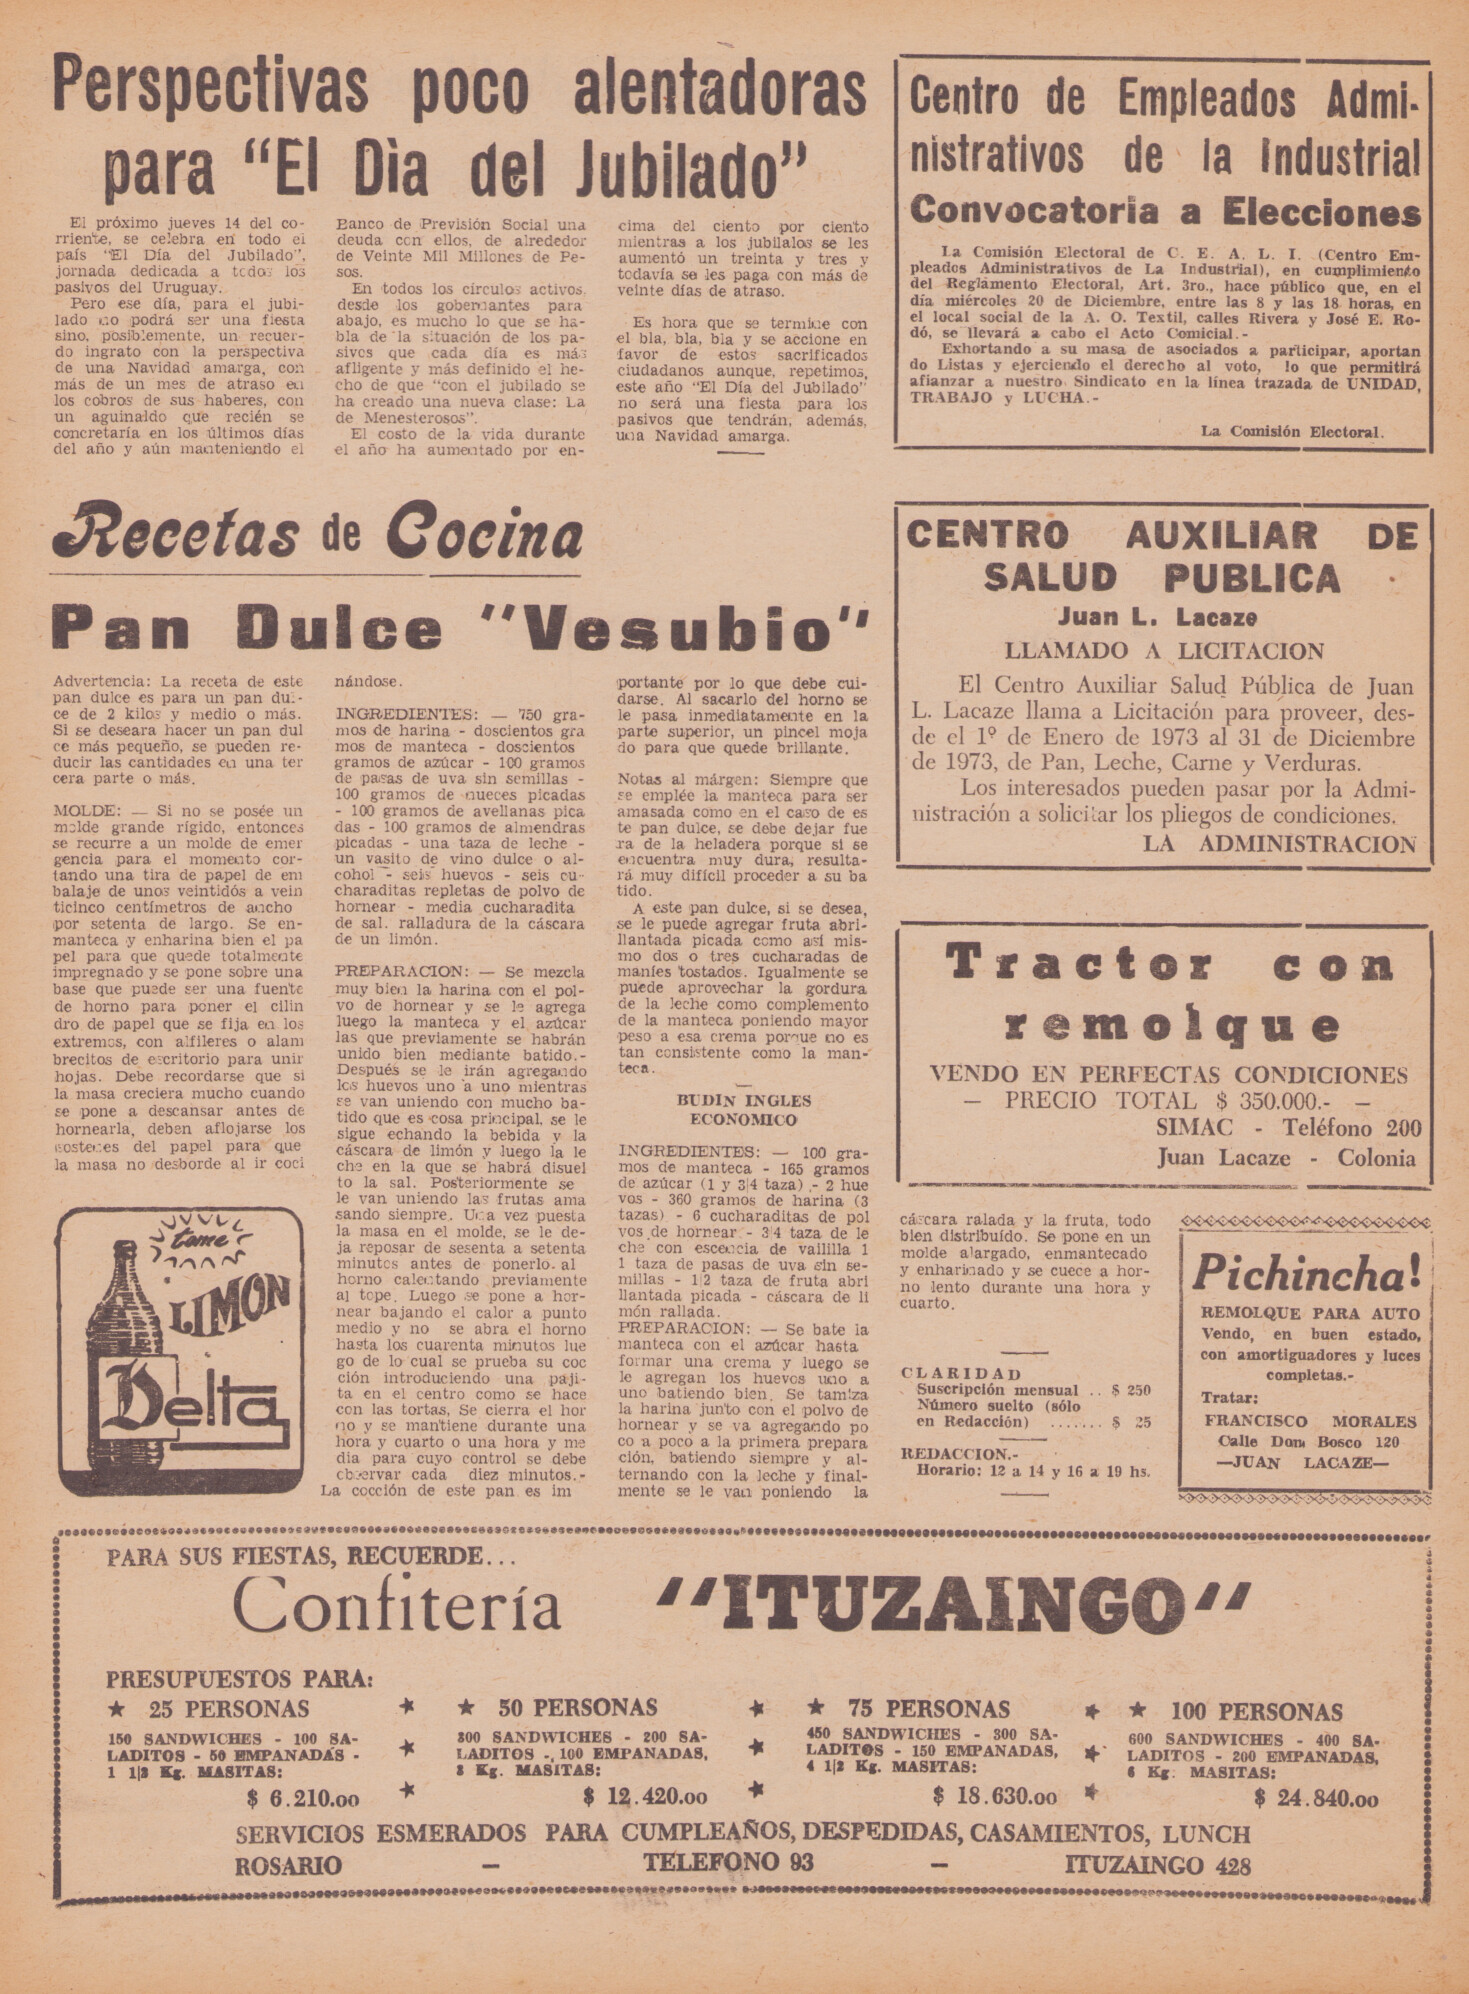 Perspectivas poco alentadoras
para "El Dìa del Jubilado"
El próximo jueves 14 del co-
rriente, se celebra en todo el
país "El Día del Jubilado",
jornada dedicada a todos los
pasivos del Uruguay.
Pero ese día, para el jubi-
lado no podrá ser una fiesta
sino, posiblemente, un recuer-
do ingrato con la perspectiva
de una Navidad amarga, con
más de un mes de atraso en
los cobros de sus haberes, con
un aguinaldo que recién se
concretaría en los últimos días
del año y aún manteniendo el
Banco de Previsión Social una
deuda con ellos, de alrededor
de Veinte Mil Millones de Pe-
sos.
En todos los círculos activos,
desde los gobernantes para
abajo, es mucho lo que se ha-
bla de la situación de los pa-
sivos que cada día es más
afligente y más definido el he-
cho de que "con el jubilado se
ha creado una nueva clase: La
de Menesterosos".
El costo de la vida durante
el año ha aumentado por en-
cima del ciento por ciento
mientras a los jubilalos se les
aumentó un treinta y tres y
todavía se les paga con más de
veinte días de atraso.
Es hora que se termine con
el bla, bla, bla y se accione en
favor de estos sacrificados
ciudadanos aunque, repetimos,
este año "El Día del Jubilado"
no será una fiesta para los
pasivos que tendrán, además,
una Navidad amarga.
Centro de Empleados Admi-
nistrativos de la Industrial
Convocatoria a Elecciones
La Comisión Electoral de C. E. A. L. I. (Centro Em-
pleados Administrativos de La Industrial), en cumplimiento
del Reglamento Electoral, Art. 3ro., hace público que, en el
día miércoles 20 de Diciembre, entre las 8 y las 18 horas, en
el local social de la A. O. Textil, calles Rivera y José E. Ro-
dó, se llevará a cabo el Acto Comicial.-
Exhortando a su masa de asociados a participar, aportan
do Listas y ejerciendo el derecho al voto, lo que permitirá
afianzar a nuestro Sindicato en la línea trazada de UNIDAD,
TRABAJO y LUCHA.-
La Comisión Electoral.
Recetas de Cocina
Pan Dulce "Vesubio"
Advertencia: La receta de este
pan dulce es para un pan dul-
ce de 2 kilos y medio o más.
Si se deseara hacer un pan dul
ce más pequeño, se pueden re-
ducir las cantidades en una ter
cera parte o más.
MOLDE: — Si no se posée un
molde grande rígido, entonces
se recurre a un molde de emer
gencia para el momento cor-
tando una tira de papel de em
balaje de unos veintidós a vein
ticinco centímetros de ancho
por setenta de largo. Se en-
manteca y enharina bien el pa
pel para que quede totalmente
impregnado y se pone sobre una
base que puede ser una fuente
de horno para poner el cilin
dro de papel que se fija en los
extremos, con alfileres o alam
brecitos de escritorio para unir
hojas. Debe recordarse que si
la masa creciera mucho cuando
se pone a descansar antes de
hornearla, deben aflojarse los
sostenes del papel para que
la masa no desborde al ir coci
nándose.
INGREDIENTES: — 750 gra-
mos de harina - doscientos gra
mos de manteca - doscientos
gramos de azúcar - 100 gramos
de pasas de uva sin semillas -
100 gramos de nueces picadas
- 100 gramos de avellanas pica
das - 100 gramos de almendras
picadas - una taza de leche -
un vasito de vino dulce o al-
cohol - seis huevos - seis cu-
charaditas repletas de polvo de
hornear - media cucharadita
de sal. ralladura de la cáscara
de un limón.
PREPARACION: — Se mezcla
muy bien la harina con el pol-
vo de hornear y se le agrega
luego la manteca y el azúcar
las que previamente se habrán
unido bien mediante batido.-
Después se le irán agregando
los huevos uno a uno mientras
se van uniendo con mucho ba-
tido que es cosa principal, se le
sigue echando la bebida y la
cáscara de limón y luego la le
che en la que se habrá disuel
to la sal. Posteriormente se
le van uniendo las frutas ama
sando siempre. Una vez puesta
la masa en el molde, se le de-
ja reposar de sesenta a setenta
minutos antes de ponerlo al
horno calentando previamente
al tope. Luego se pone a hor-
near bajando el calor a punto
medio y no se abra el horno
hasta los cuarenta minutos lue
go de lo cual se prueba su coc
ción introduciendo una paji-
ta en el centro como se hace
con las tortas, Se cierra el hor
no y se mantiene durante una
hora y cuarto o una hora y me
dia para cuyo control se debe
observar cada diez minutos.-
La cocción de este pan es im
portante por lo que debe cui-
darse. Al sacarlo del horno se
le pasa inmediatamente en la
parte superior, un pincel moja
do para que quede brillante.
Notas al márgen: Siempre que
se emplée la manteca para ser
amasada como en el caso de es
te pan dulce, se debe dejar fue
ra de la heladera porque si se
encuentra muy dura, resulta-
rá muy difícil proceder a su ba
tido.
A este pan dulce, si se desea,
se le puede agregar fruta abri-
llantada picada como así mis-
mo dos o tres cucharadas de
maníes tostados. Igualmente se
puede aprovechar la gordura
de la leche como complemento
de la manteca poniendo mayor
peso a esa crema porque no es
tan consistente como la man-
teca.
BUDIN INGLES
ECONOMICO
INGREDIENTES: — 100 gra-
mos de manteca - 165 gramos
de azúcar (1 y 3|4 taza) .- 2 hue
vos - 360 gramos de harina (3
tazas) - 6 cucharaditas de pol
vos de hornear - 3|4 taza de le
che con escencia de vaililla 1
1 taza de pasas de uva sin se-
millas - 1|2 taza de fruta abri
llantada picada - cáscara de li
món rallada.
PREPARACION: — Se bate la
manteca con el azúcar hasta
formar una crema y luego se
le agregan los huevos uno a
uno batiendo bien. Se tamiza
la harina junto con el polvo de
hornear y se va agregando po
co a poco a la primera prepara
ción, batiendo siempre y al-
ternando con la leche y final-
mente se le van poniendo la
cáscara ralada y la fruta, todo
bien distribuído. Se pone en un
molde alargado, enmantecado
y enharinado y se cuece a hor-
no lento durante una hora y
cuarto.
tome
LIMON
Delta
CENTRO AUXILIAR DE
SALUD PUBLICA
Juan L. Lacaze
LLAMADO A LICITACION
El Centro Auxiliar Salud Pública de Juan
L. Lacaze llama a Licitación para proveer, des-
de el 1º de Enero de 1973 al 31 de Diciembre
de 1973, de Pan, Leche, Carne y Verduras.
Los interesados pueden pasar por la Admi-
nistración a solicitar los pliegos de condiciones.
LA ADMINISTRACION
Tractor con
remolque
VENDO EN PERFECTAS CONDICIONES
— PRECIO TOTAL $ 350.000.- —
SIMAC - Teléfono 200
Juan Lacaze - Colonia
CLARIDAD
Suscripción mensual .. $ 250
Número suelto (sólo
en Redacción) ....... $ 25
REDACCION.-
Horario: 12 a 14 y 16 a 19 hs.
Pichincha!
REMOLQUE PARA AUTO
Vendo, en buen estado,
con amortiguadores y luces
completas.-
Tratar:
FRANCISCO MORALES
Calle Dom Bosco 120
—JUAN LACAZE—
PARA SUS FIESTAS, RECUERDE...
Confitería "ITUZAINGO"
PRESUPUESTOS PARA:
★ 25 PERSONAS
150 SANDWICHES - 100 SA-
LADITOS - 50 EMPANADAS -
1 1|2 Kg. MASITAS:
$ 6.210.00
★ 50 PERSONAS
300 SANDWICHES - 200 SA-
LADITOS - 100 EMPANADAS,
3 Kg. MASITAS:
$ 12.420.00
★ 75 PERSONAS
450 SANDWICHES - 300 SA-
LADITOS - 150 EMPANADAS,
4 1|2 Kg. MASITAS:
$ 18.630.00
★ 100 PERSONAS
600 SANDWICHES - 400 SA-
LADITOS - 200 EMPANADAS,
6 Kg. MASITAS:
$ 24.840.00
SERVICIOS ESMERADOS PARA CUMPLEAÑOS, DESPEDIDAS, CASAMIENTOS, LUNCH
ROSARIO — TELEFONO 93 — ITUZAINGO 428